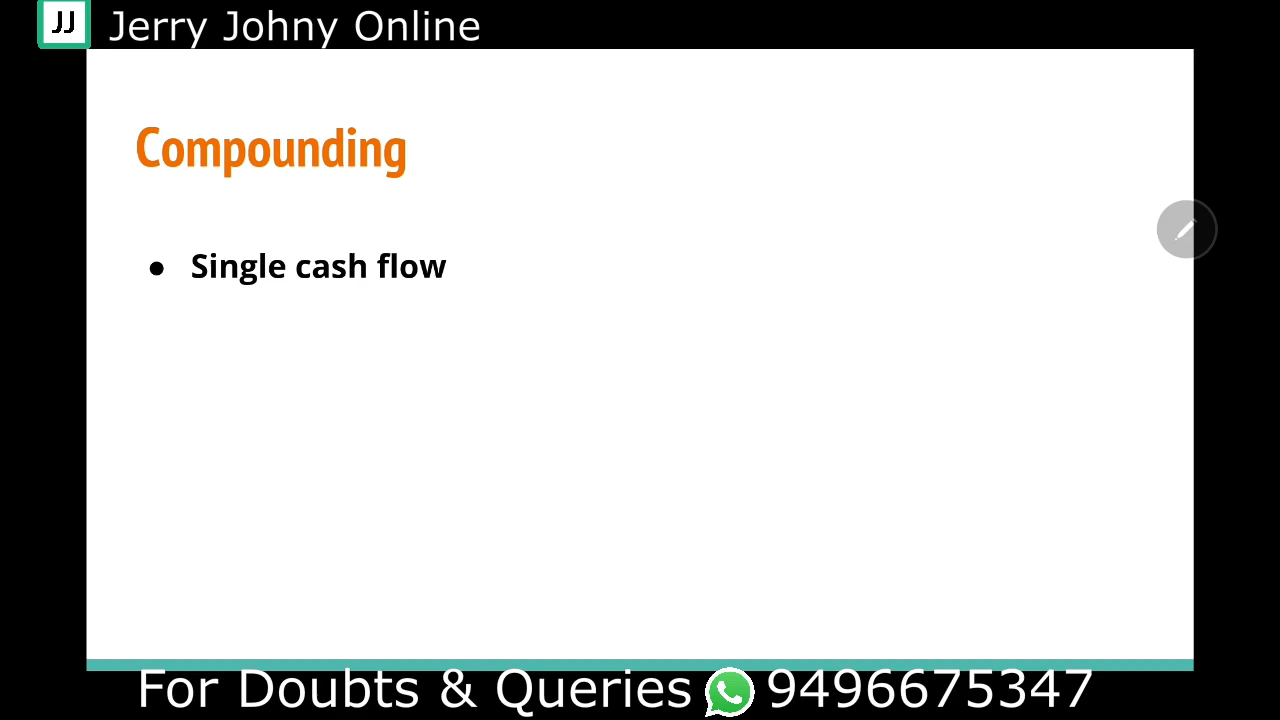 JJ Jerry Johny Online
Compounding
● Single cash flow
For Doubts & Queries 9496675347